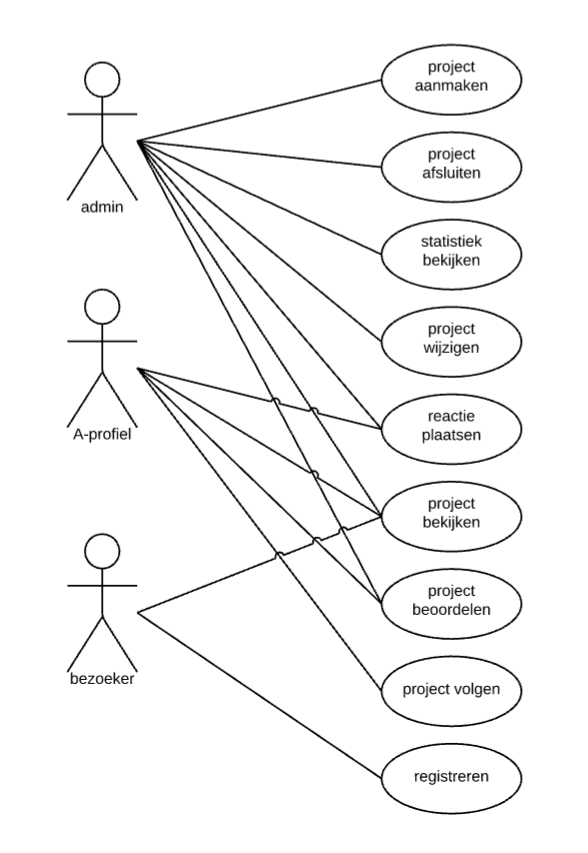 project
aanmaken
project
afsluiten
admin
statistiek
bekijken
project
wijzigen
reactie
plaatsen
A-profiel
project
bekijken
project
beoordelen
bezoeker
project volgen
registreren